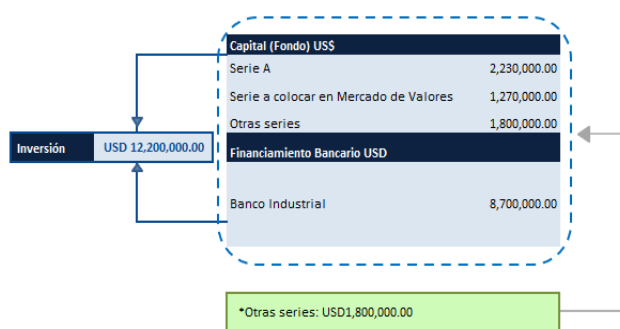 Capital (Fondo) US$
Serie A 2,230,000.00
Serie a colocar en Mercado de Valores 1,270,000.00
Otras series 1,800,000.00
Inversión USD 12,200,000.00
Financiamiento Bancario USD
Banco Industrial 8,700,000.00
*Otras series: USD1,800,000.00